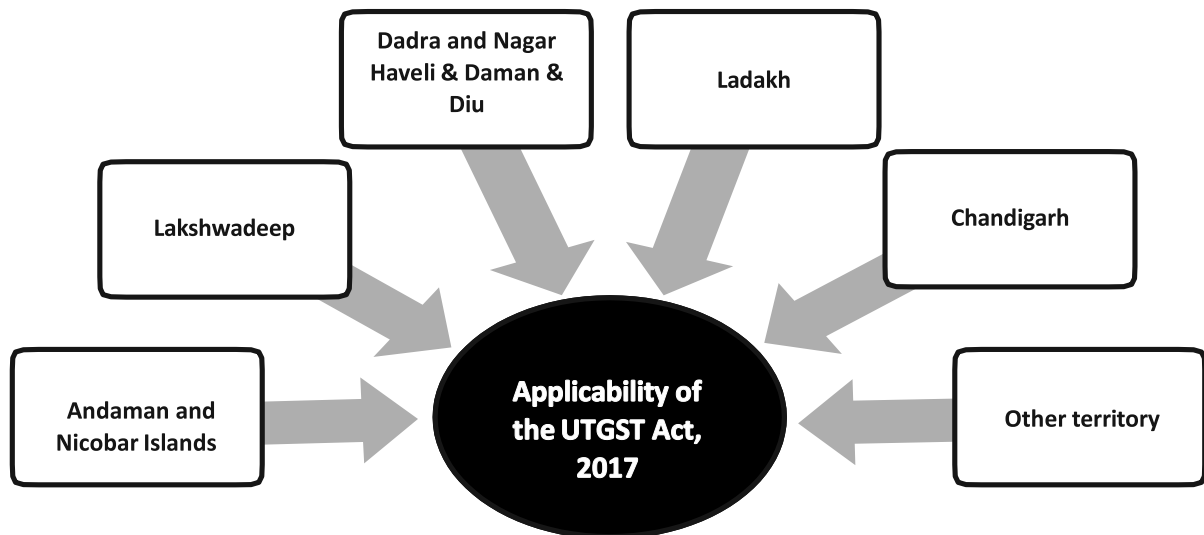 Dadra and Nagar
Haveli & Daman &
Diu
Ladakh
Lakshwadeep
Chandigarh
Andaman and
Nicobar Islands
Applicability of
the UTGST Act,
2017
Other territory